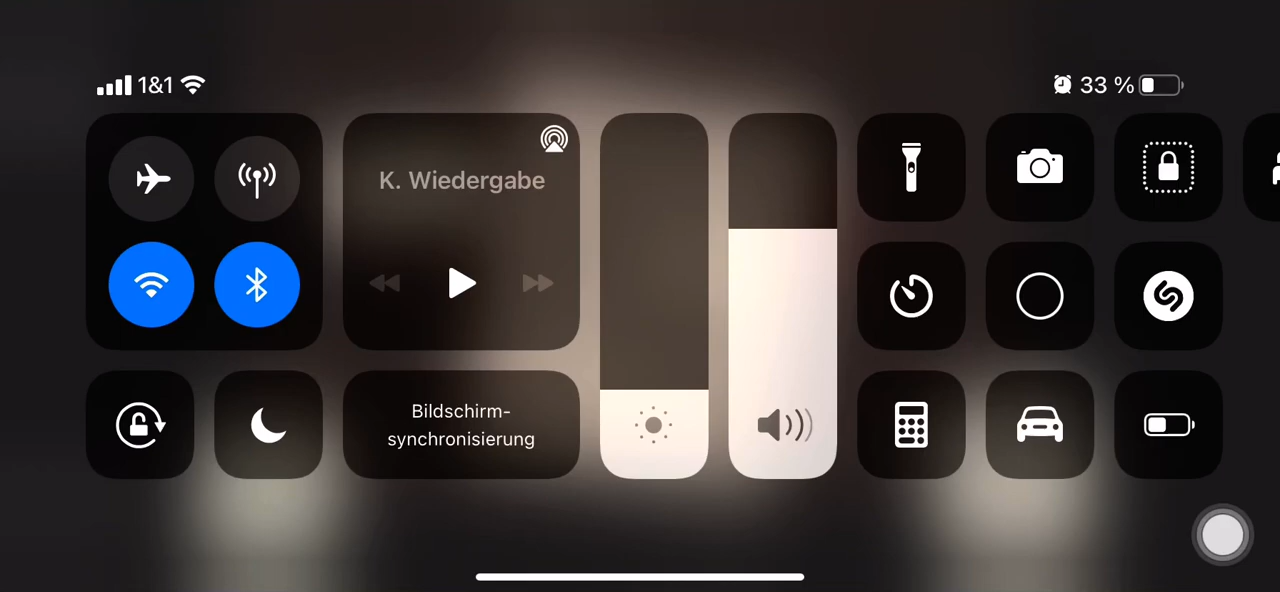 1&1
33 %
K. Wiedergabe
Bildschirm-
synchronisierung